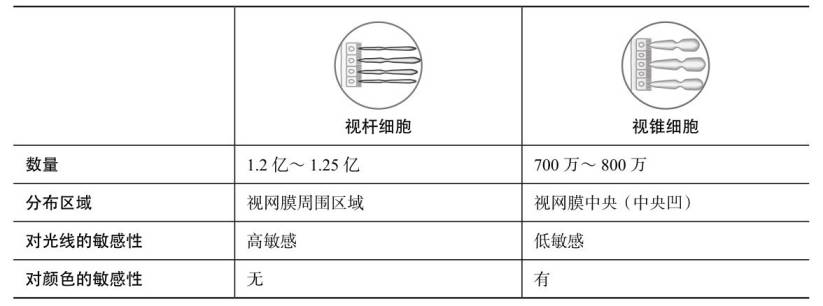 视杆细胞 视锥细胞
数量 1.2 亿～ 1.25 亿 700 万～ 800 万
分布区域 视网膜周围区域 视网膜中央（中央凹）
对光线的敏感性 高敏感 低敏感
对颜色的敏感性 无 有